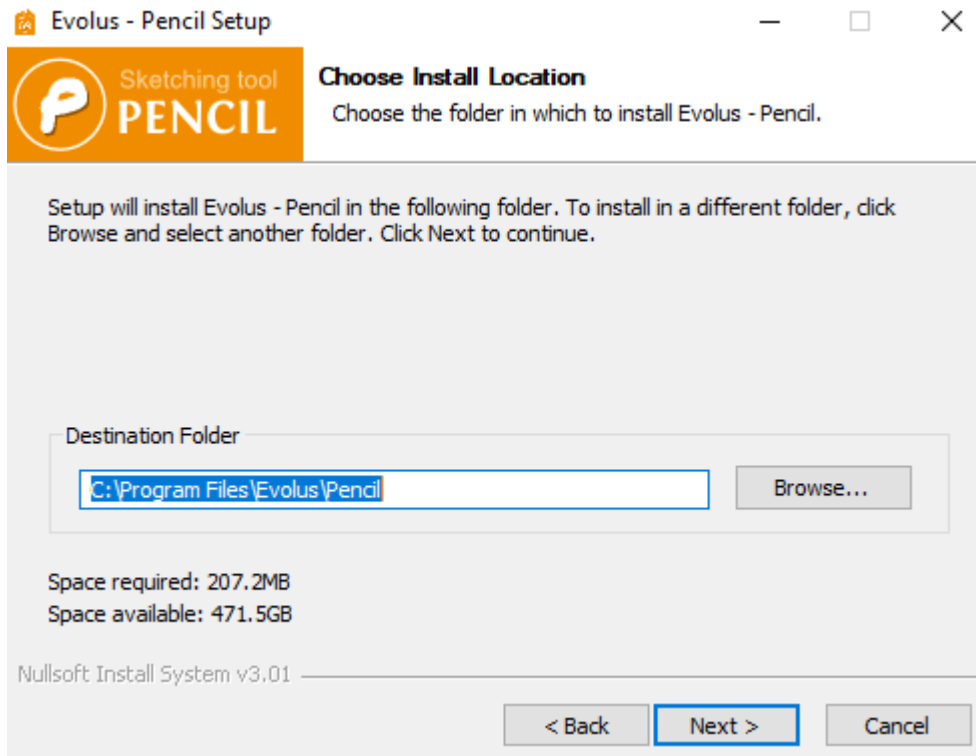 Evolus - Pencil Setup
Sketching tool
PENCIL
Choose Install Location
Choose the folder in which to install Evolus - Pencil.
Setup will install Evolus - Pencil in the following folder. To install in a different folder, click
Browse and select another folder. Click Next to continue.
Destination Folder
C:\Program Files\Evolus\Pencil
Browse...
Space required: 207.2MB
Space available: 471.5GB
Nullsoft Install System v3.01
< Back
Next >
Cancel